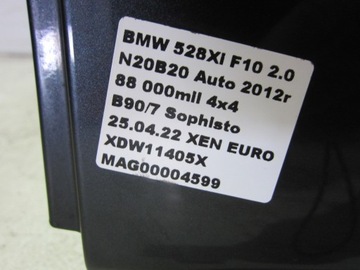 BMW 528XI F10 2.0
N20B20 Auto 2012r
88 000mil 4x4
B90/7 Sophisto
25.04.22 XEN EURO
XDW11405X
MAG00004599